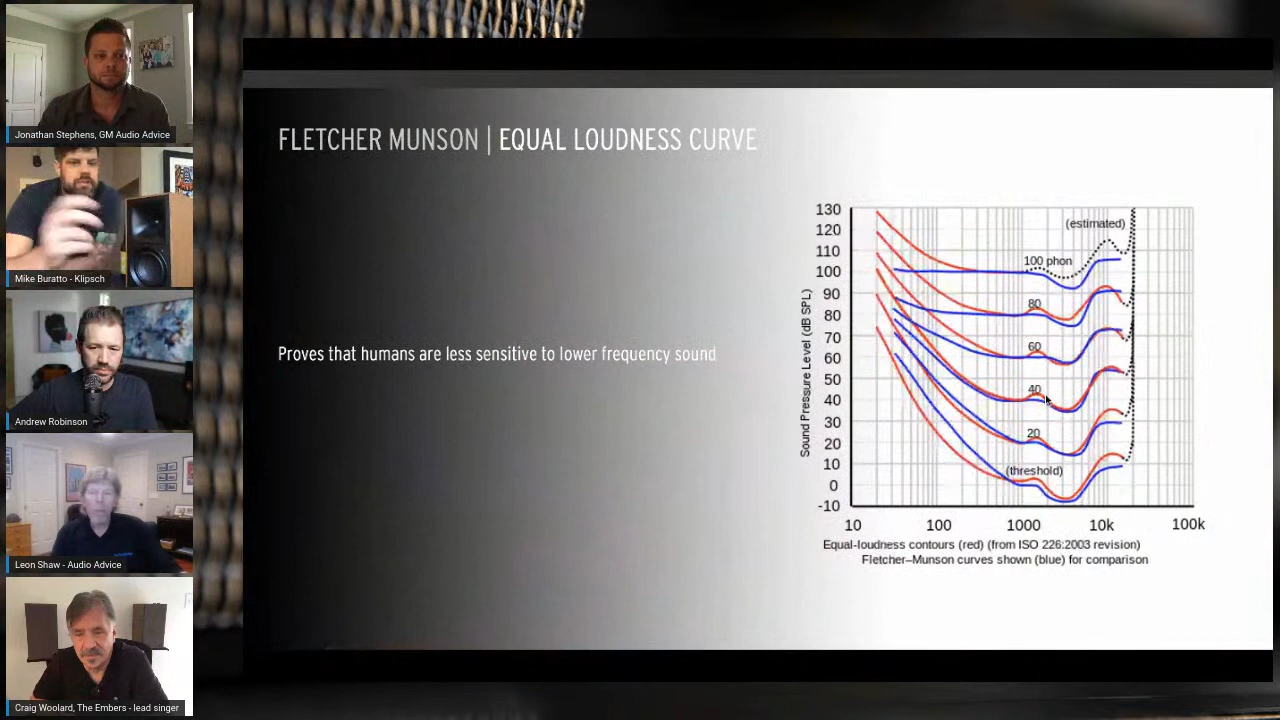 Jonathan Stephens, GM Audio Advice
Mike Buratto - Klipsch
Andrew Robinson
Leon Shaw - Audio Advice
Craig Woolard, The Embers - lead singer
FLETCHER MUNSON | EQUAL LOUDNESS CURVE
Proves that humans are less sensitive to lower frequency sound
Sound Pressure Level (dB SPL)
130
120
110
100
90
80
70
60
50
40
30
20
10
0
-10
(estimated)
100 phon
80
60
40
20
(threshold)
10 100 1000 10k 100k
Equal-loudness contours (red) (from ISO 226:2003 revision)
Fletcher–Munson curves shown (blue) for comparison